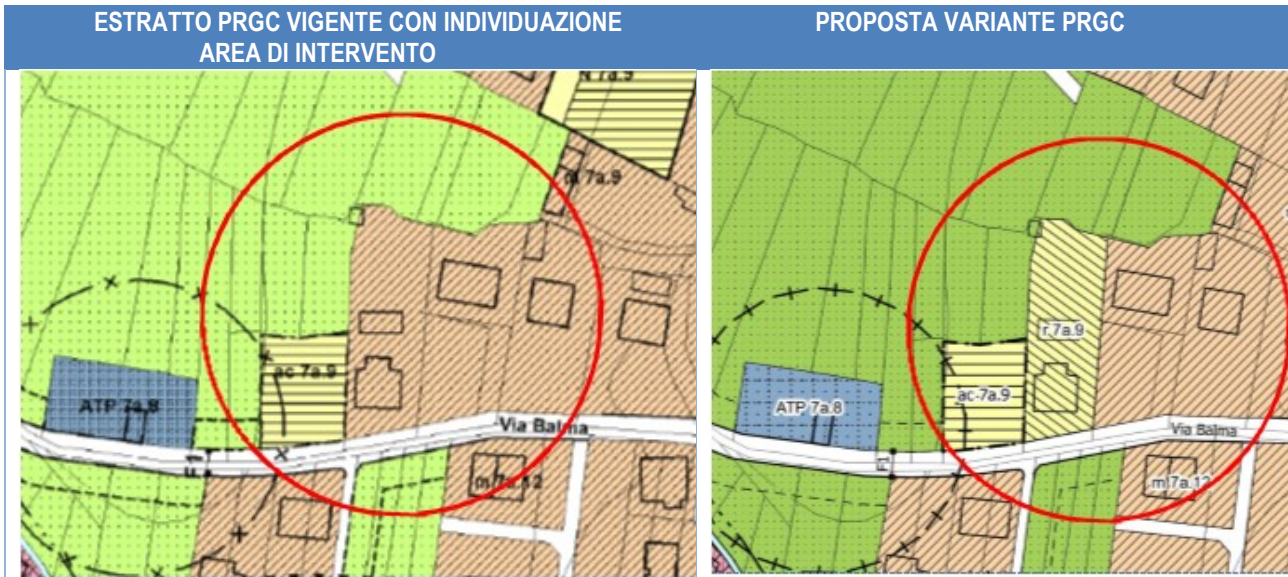 ESTRATTO PRGC VIGENTE CON INDIVIDUAZIONE
AREA DI INTERVENTO
PROPOSTA VARIANTE PRGC
7a.9
7a.9
ac 7a.9
ATP 7a.8
Via Balma
m 7a.12
r 7a.9
ac-7a.9
ATP 7a.8
Via Balma
F1
m 7a.12